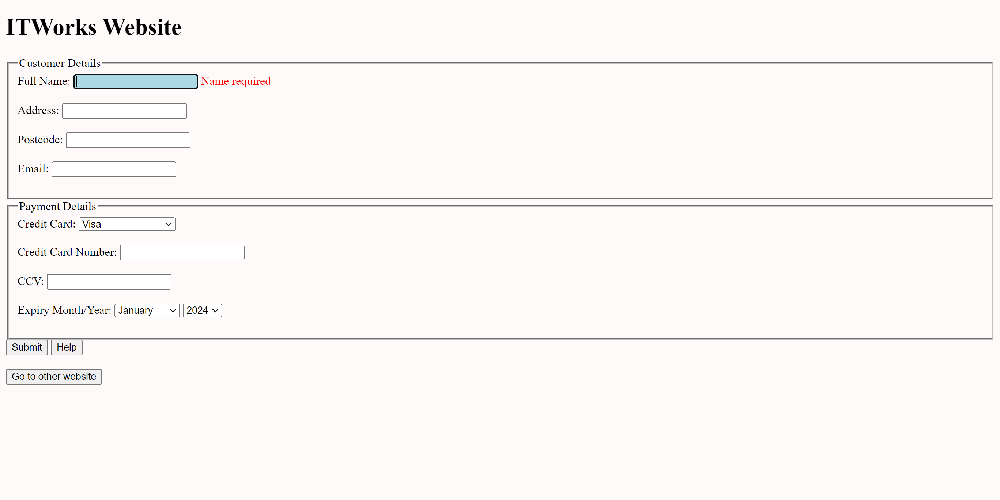 ITWorks Website
Customer Details
Full Name: Name required
Address:
Postcode:
Email:
Payment Details
Credit Card: Visa
Credit Card Number:
CCV:
Expiry Month/Year: January 2024
Submit Help
Go to other website